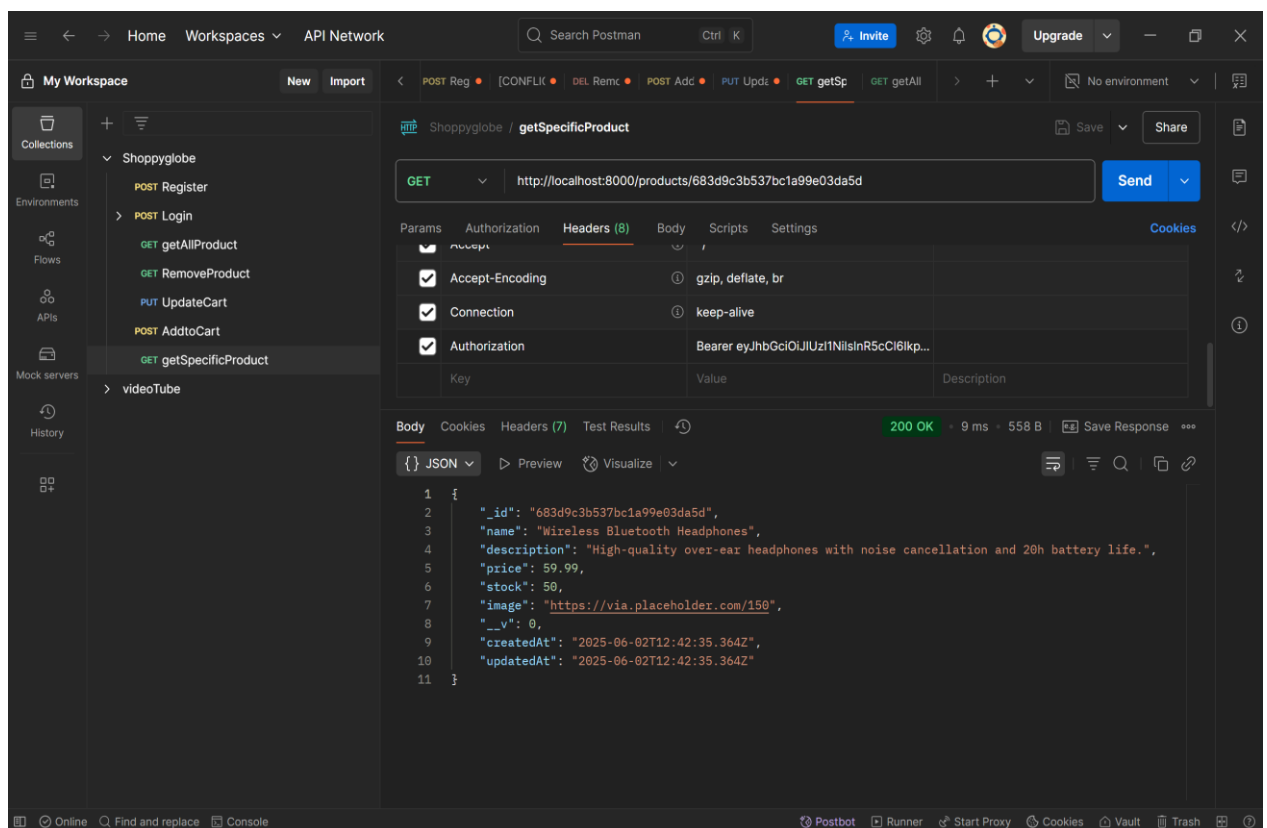 Home Workspaces API Network Search Postman Ctrl K Invite Upgrade
My Workspace New Import POST Reg [CONFLIC DEL Remc POST Add PUT Upda GET getSp GET getAll No environment
Collections
Environments
Flows
APIs
Mock servers
History
Shoppyglobe
POST Register
POST Login
GET getAllProduct
GET RemoveProduct
PUT UpdateCart
POST AddtoCart
GET getSpecificProduct
videoTube
HTTP Shoppyglobe / getSpecificProduct Save Share
GET http://localhost:8000/products/683d9c3b537bc1a99e03da5d Send
Params Authorization Headers (8) Body Scripts Settings Cookies
Accept
Accept-Encoding gzip, deflate, br
Connection keep-alive
Authorization Bearer eyJhbGciOiJIUzI1NiIsInR5cCI6Ikp...
Key Value Description
Body Cookies Headers (7) Test Results 200 OK 9 ms 558 B e.g. Save Response
{} JSON Preview Visualize
1 {
2 "_id": "683d9c3b537bc1a99e03da5d",
3 "name": "Wireless Bluetooth Headphones",
4 "description": "High-quality over-ear headphones with noise cancellation and 20h battery life.",
5 "price": 59.99,
6 "stock": 50,
7 "image": "https://via.placeholder.com/150",
8 "__v": 0,
9 "createdAt": "2025-06-02T12:42:35.364Z",
10 "updatedAt": "2025-06-02T12:42:35.364Z"
11 }
Online Find and replace Console Postbot Runner Start Proxy Cookies Vault Trash